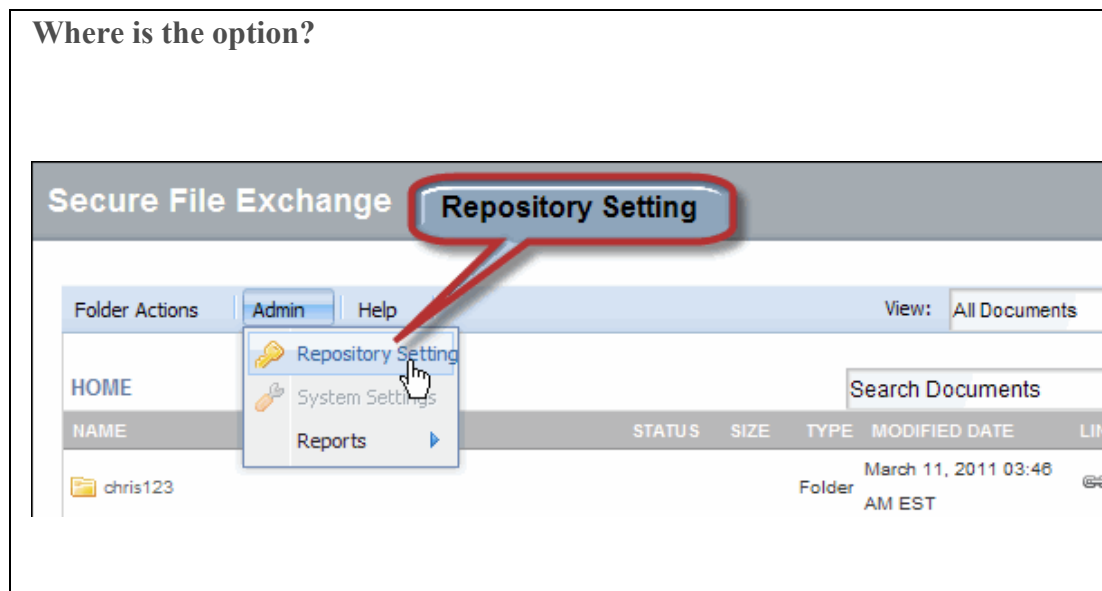 Where is the option?
Secure File Exchange
Repository Setting
Folder Actions Admin Help View: All Documents
Repository Setting
HOME
System Settings
Search Documents
NAME STATUS SIZE TYPE MODIFIED DATE
Reports
chris123 Folder March 11, 2011 03:46
AM EST